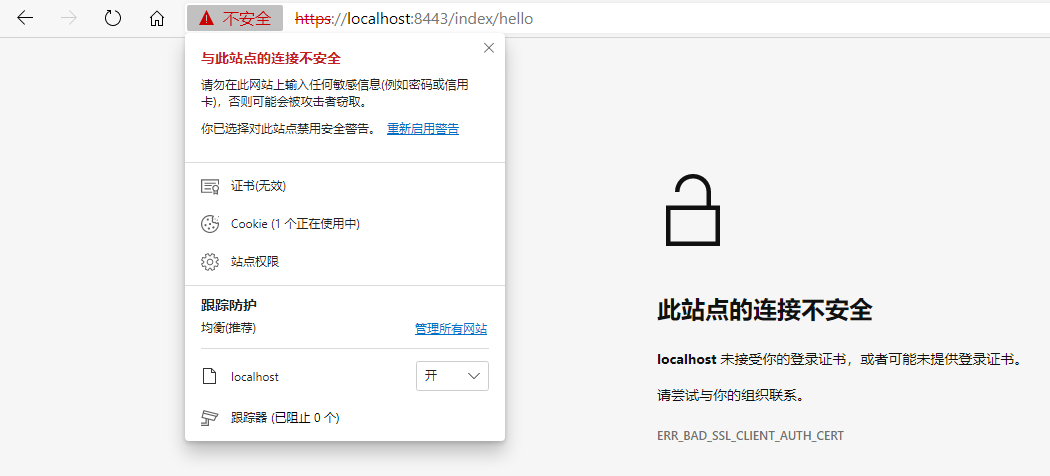 不安全 https://localhost:8443/index/hello
与此站点的连接不安全
请勿在此网站上输入任何敏感信息(例如密码或信用
卡)，否则可能会被攻击者窃取。
你已选择对此站点禁用安全警告。 重新启用警告
证书(无效)
Cookie (1 个正在使用中)
站点权限
跟踪防护
均衡(推荐) 管理所有网站
localhost 开
跟踪器 (已阻止 0 个)
此站点的连接不安全
localhost 未接受你的登录证书，或者可能未提供登录证书。
请尝试与你的组织联系。
ERR_BAD_SSL_CLIENT_AUTH_CERT